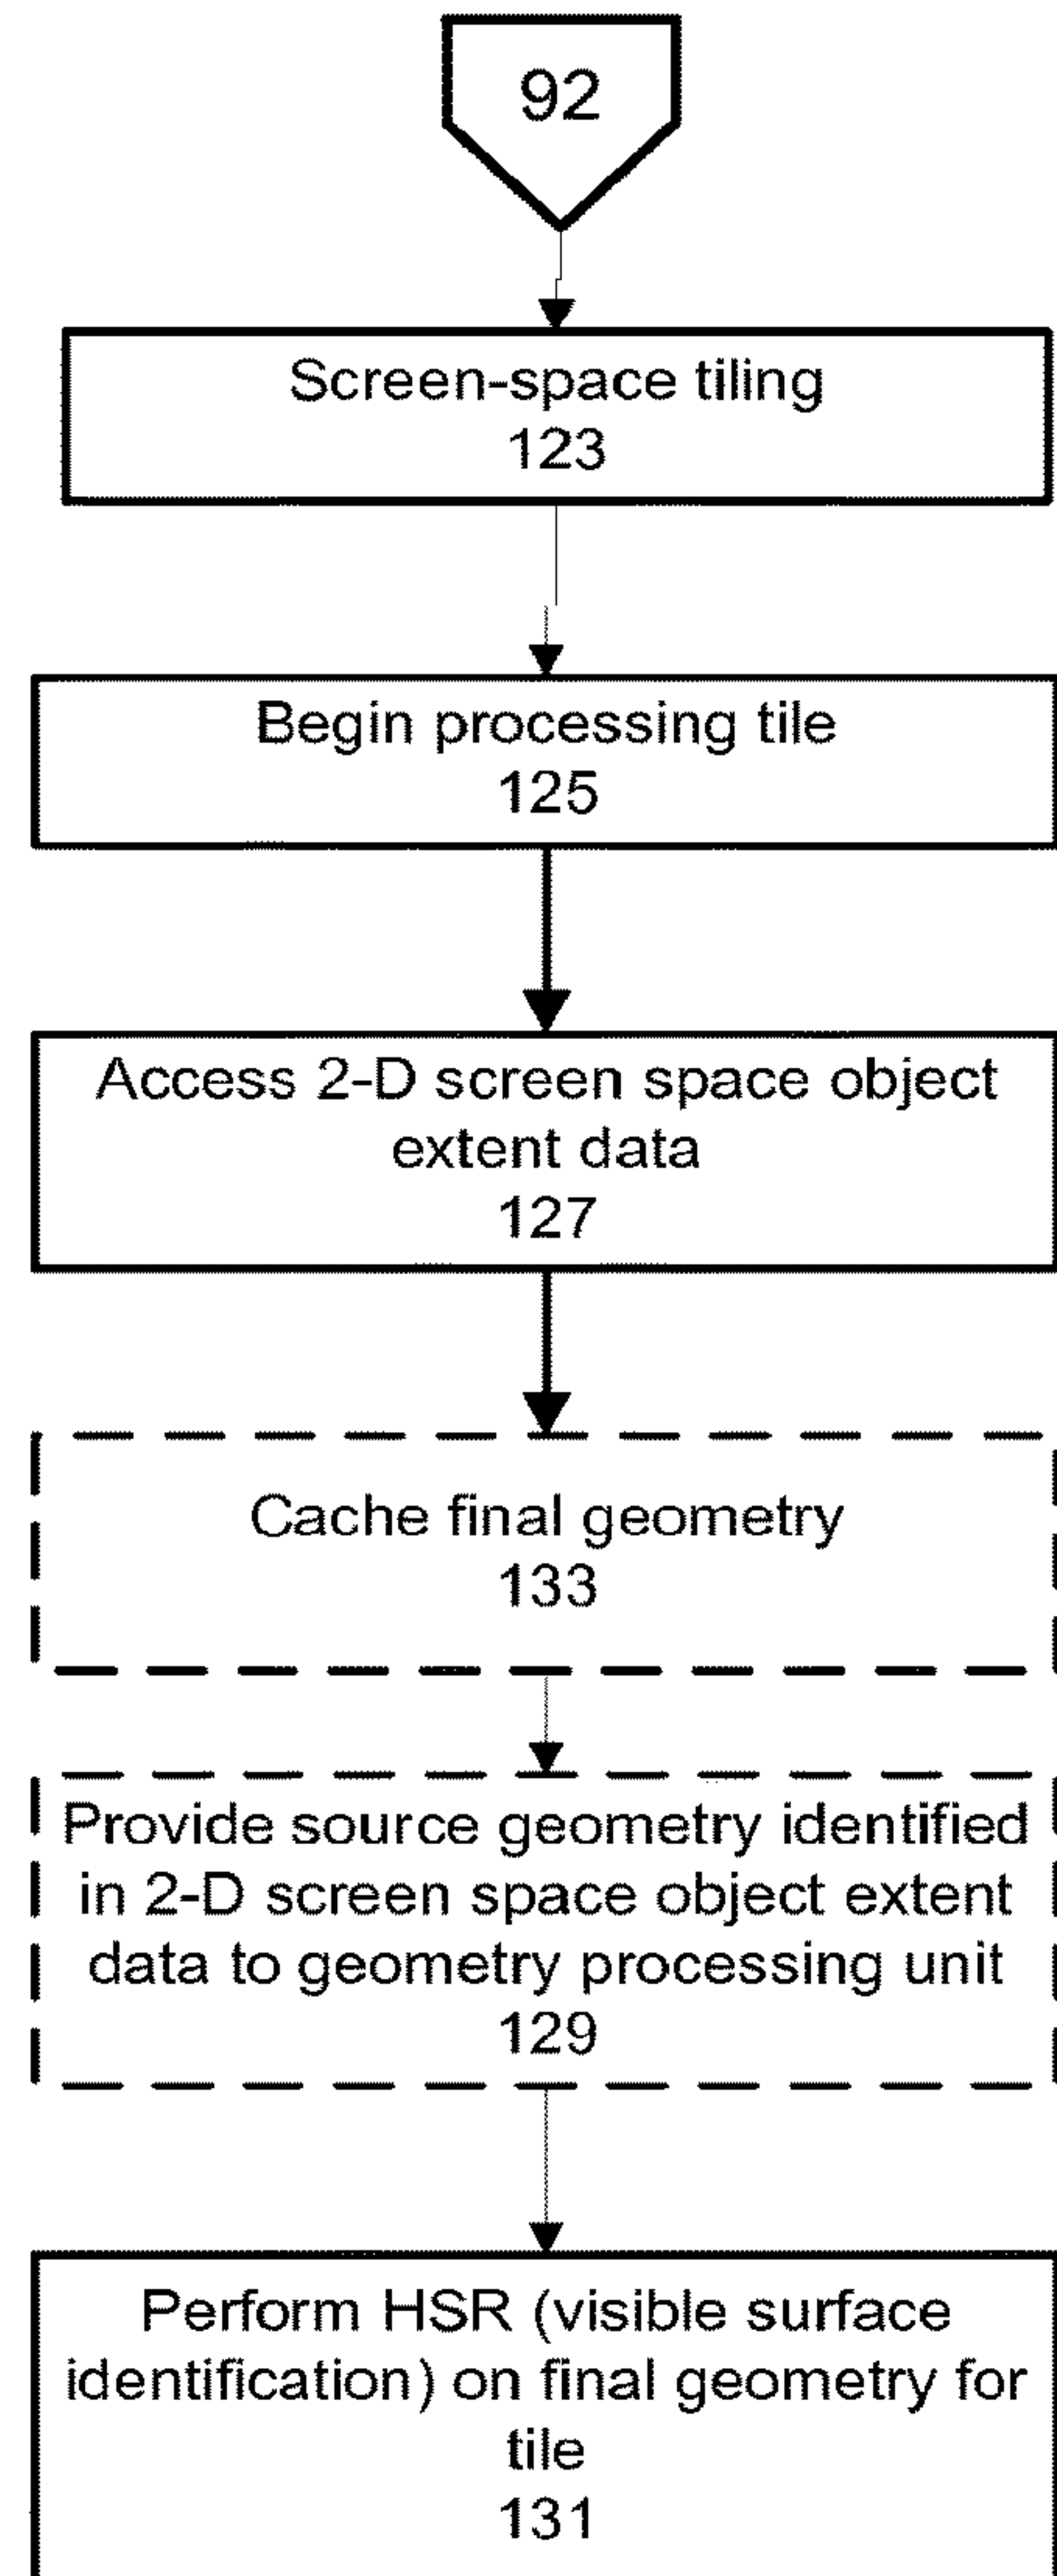 92
Screen-space tiling
123
Begin processing tile
125
Access 2-D screen space object
extent data
127
Cache final geometry
133
Provide source geometry identified
in 2-D screen space object extent
data to geometry processing unit
129
Perform HSR (visible surface
identification) on final geometry for
tile
131